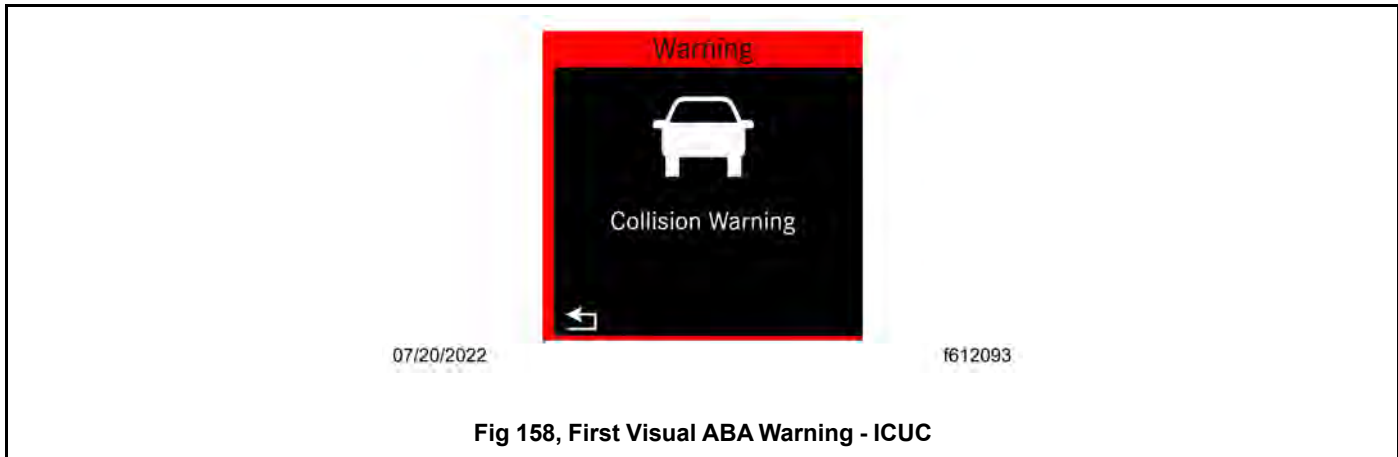 Warning
Collision Warning
07/20/2022
f612093
Fig 158, First Visual ABA Warning - ICUC